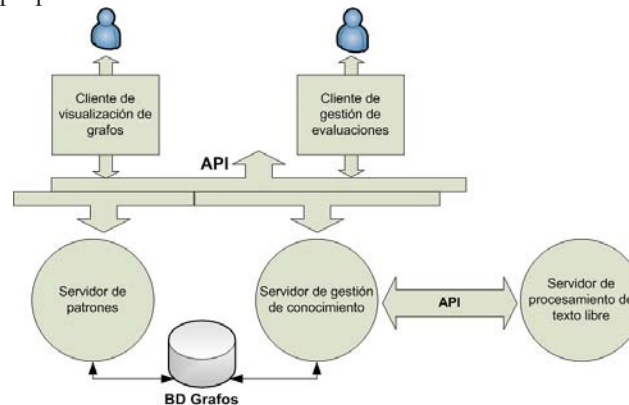 Cliente de
visualización de
grafos
Cliente de
gestión de
evaluaciones
API
Servidor de
patrones
Servidor de gestión
de conocimiento
API
Servidor de
procesamiento de
texto libre
BD Grafos